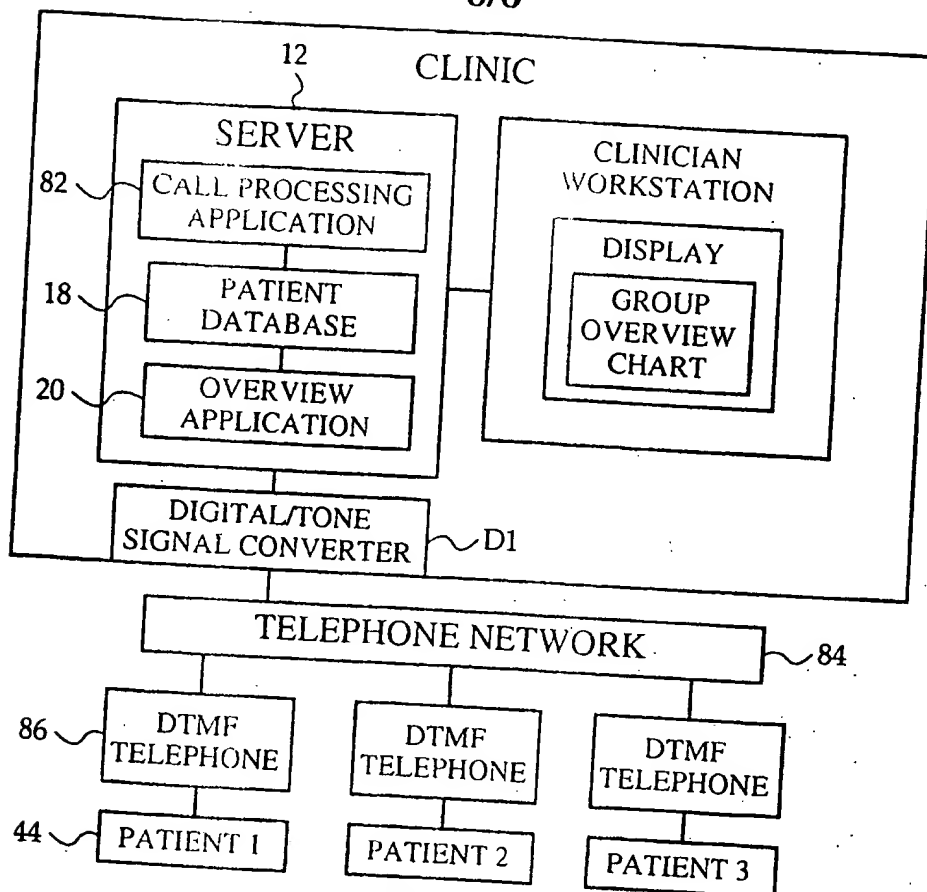 CLINIC
12
SERVER
82
CALL PROCESSING
APPLICATION
18
PATIENT
DATABASE
20
OVERVIEW
APPLICATION
CLINICIAN
WORKSTATION
DISPLAY
GROUP
OVERVIEW
CHART
DIGITAL/TONE
SIGNAL CONVERTER
D1
TELEPHONE NETWORK
84
86
DTMF
TELEPHONE
DTMF
TELEPHONE
DTMF
TELEPHONE
44
PATIENT 1
PATIENT 2
PATIENT 3